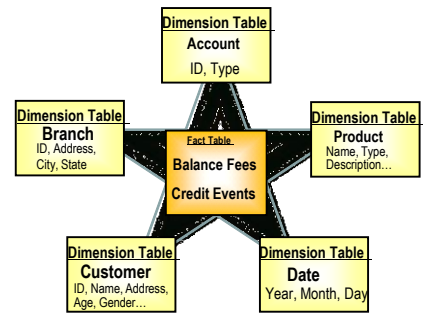 Dimension Table
Account
ID, Type
Dimension Table
Branch
ID, Address,
City, State
Fact Table
Balance Fees
Credit Events
Dimension Table
Product
Name, Type,
Description…
Dimension Table
Customer
ID, Name, Address,
Age, Gender…
Dimension Table
Date
Year, Month, Day